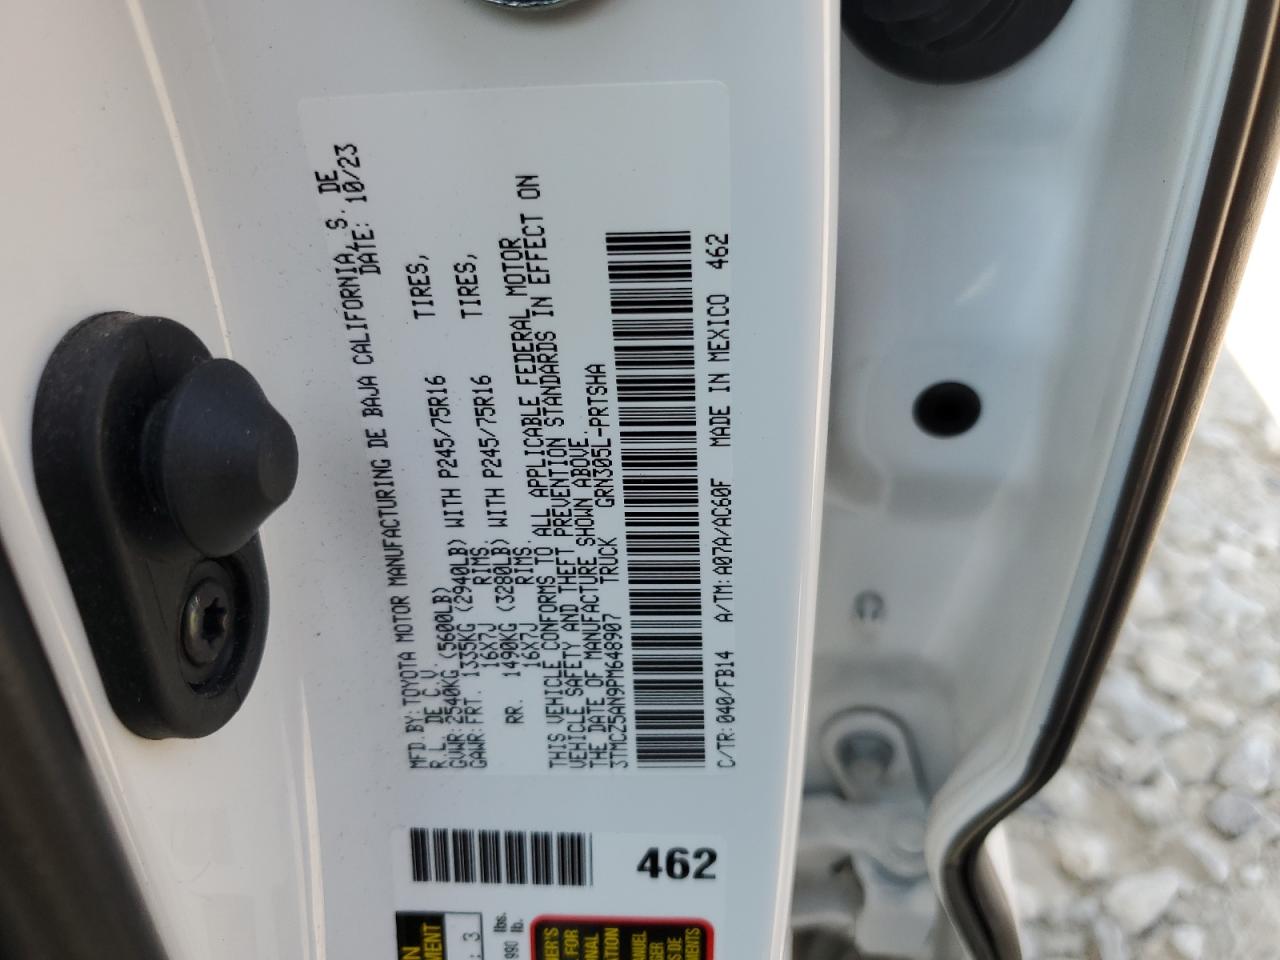 MFD.BY:TOYOTA MOTOR MANUFACTURING DE BAJA CALIFORNIA, S. DE
R.L. DE C.V. DATE: 10/23
GVWR:2540KG (5600LB)
GAWR:FRT. 1335KG (2940LB) WITH P245/75R16 TIRES,
16X7J RIMS.
RR. 1490KG (3280LB) WITH P245/75R16 TIRES,
16X7J RIMS.
THIS VEHICLE CONFORMS TO ALL APPLICABLE FEDERAL MOTOR
VEHICLE SAFETY AND THEFT PREVENTION STANDARDS IN EFFECT ON
THE DATE OF MANUFACTURE SHOWN ABOVE.
3TMCZ5AN9PM648907 TRUCK GRN305L-PRTSHA
C/TR:040/FB14 A/TM:A07A/AC60F MADE IN MEXICO 462
462